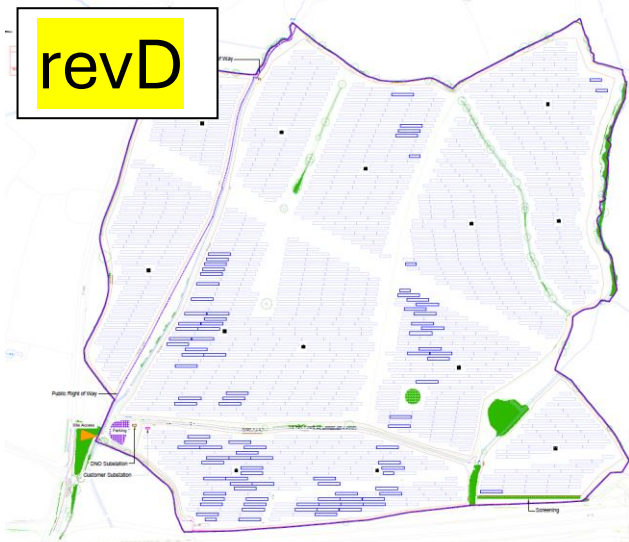 revD
of Way
Public Right of Way
Site Access
Parking
DNO Substation
Customer Substation
Screening